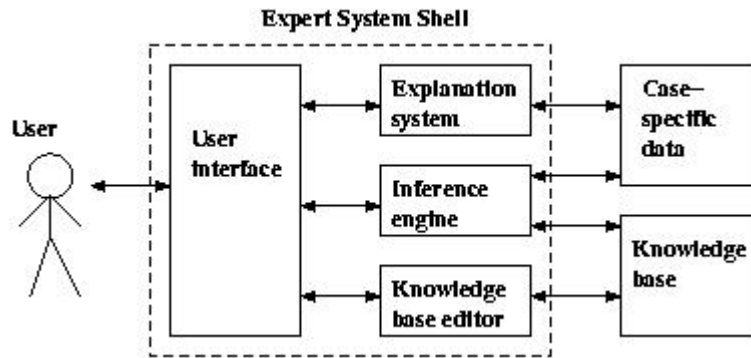 Expert System Shell
User
User
interface
Explanation
system
Inference
engine
Knowledge
base editor
Case–
specific
data
Knowledge
base